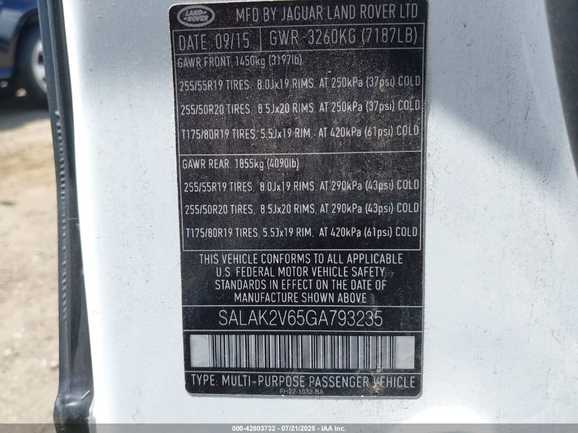 LAND ROVER
MFD BY JAGUAR LAND ROVER LTD
DATE 09/15 GWR - 3260KG (7187LB)
GAWR FRONT 1450kg (3197lb)
255/55R19 TIRES, 8.0Jx19 RIMS, AT 250kPa (37psi) COLD
255/50R20 TIRES, 8.5Jx20 RIMS, AT 250kPa (37psi) COLD
T175/80R19 TIRES, 5.5Jx19 RIM, AT 420kPa (61psi) COLD
GAWR REAR 1855kg (4090lb)
255/55R19 TIRES, 8.0Jx19 RIMS, AT 290kPa (43psi) COLD
255/50R20 TIRES, 8.5Jx20 RIMS, AT 290kPa (43psi) COLD
T175/80R19 TIRES, 5.5Jx19 RIM, AT 420kPa (61psi) COLD
THIS VEHICLE CONFORMS TO ALL APPLICABLE
U.S. FEDERAL MOTOR VEHICLE SAFETY
STANDARDS IN EFFECT ON THE DATE OF
MANUFACTURE SHOWN ABOVE
SALAK2V65GA793235
TYPE: MULTI-PURPOSE PASSENGER VEHICLE
000-42803732 - 07/21/2025 - IAAI.COM